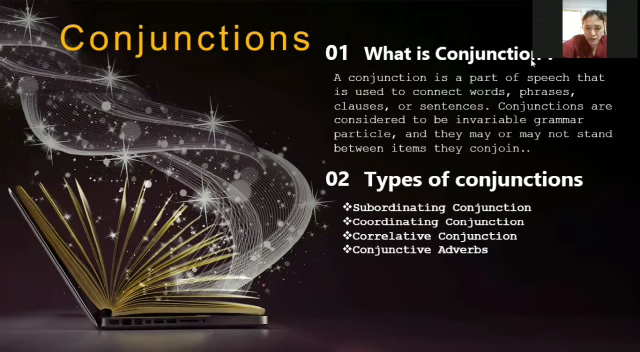 Conjunctions
01 What is
A conjunction is a part of speech that
is used to connect words, phrases,
clauses, or sentences. Conjunctions are
considered to be invariable grammar
particle, and they may or may not stand
between items they conjoin..
02 Types of conjunctions
❖Subordinating Conjunction
❖Coordinating Conjunction
❖Correlative Conjunction
❖Conjunctive Adverbs